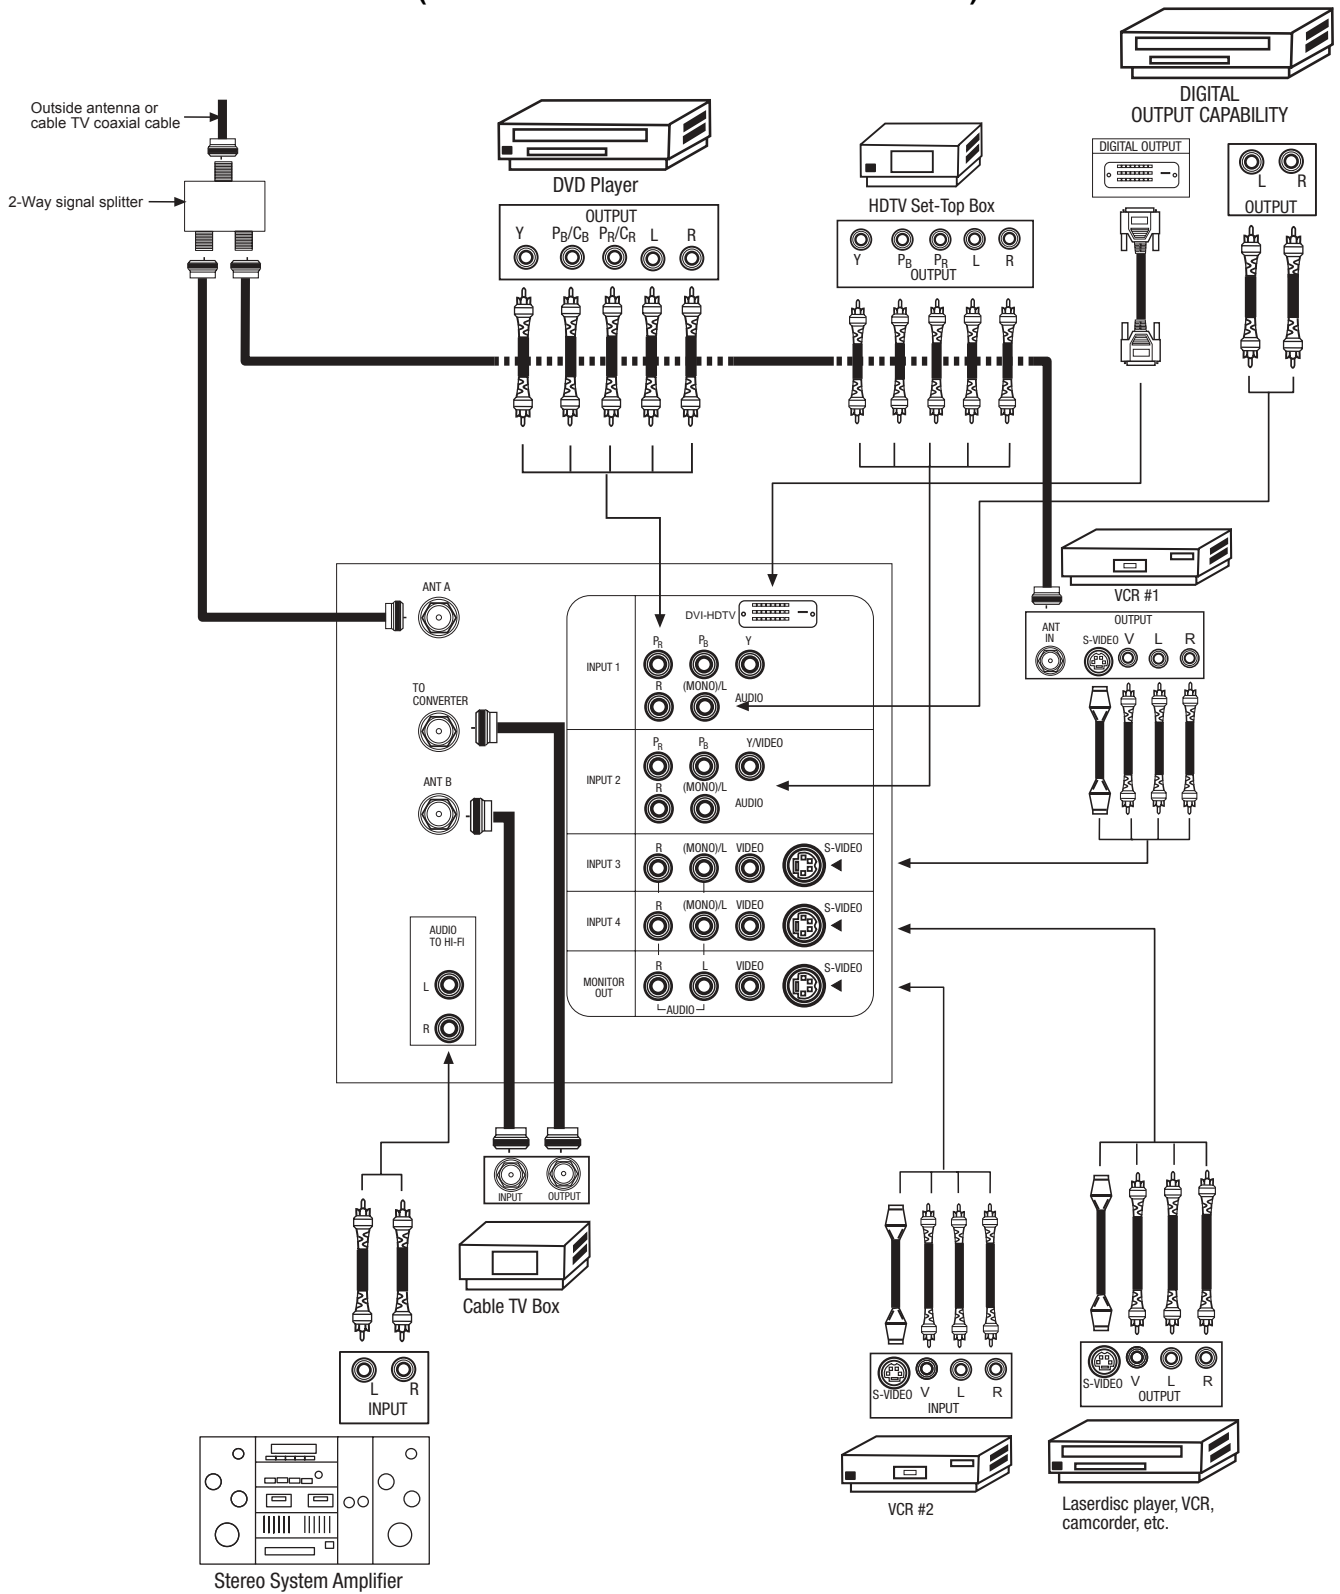 DIGITAL
OUTPUT CAPABILITY
Outside antenna or
cable TV coaxial cable
2-Way signal splitter
DVD Player
OUTPUT
Y PB/CB PR/CR L R
HDTV Set-Top Box
Y PB PR L R
OUTPUT
DIGITAL OUTPUT
L R
OUTPUT
VCR #1
OUTPUT
ANT
IN
S-VIDEO V L R
ANT A
TO
CONVERTER
ANT B
DVI-HDTV
INPUT 1
PR PB Y
R (MONO)/L AUDIO
INPUT 2
PR PB Y/VIDEO
R (MONO)/L AUDIO
INPUT 3
R (MONO)/L VIDEO S-VIDEO
INPUT 4
R (MONO)/L VIDEO S-VIDEO
MONITOR
OUT
R L VIDEO S-VIDEO
AUDIO
AUDIO
TO HI-FI
L
R
INPUT OUTPUT
Cable TV Box
L R
INPUT
Stereo System Amplifier
S-VIDEO V L R
INPUT
VCR #2
S-VIDEO V L R
OUTPUT
Laserdisc player, VCR,
camcorder, etc.